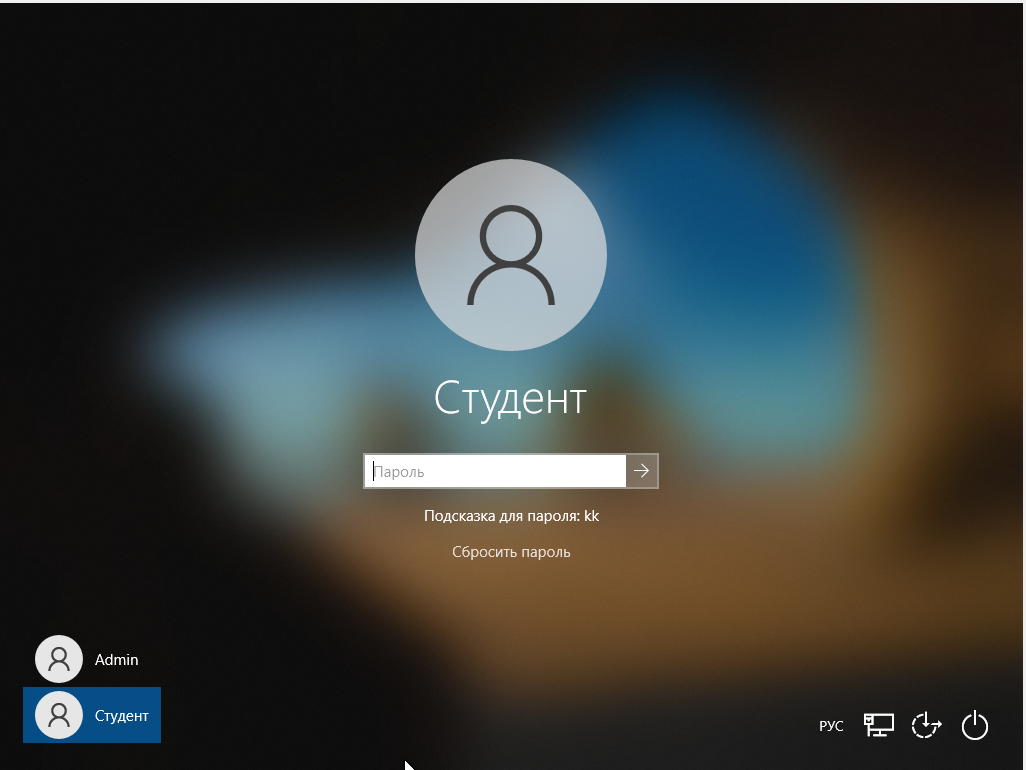 Студент
Пароль
Подсказка для пароля: kk
Сбросить пароль
Admin
Студент
РУС